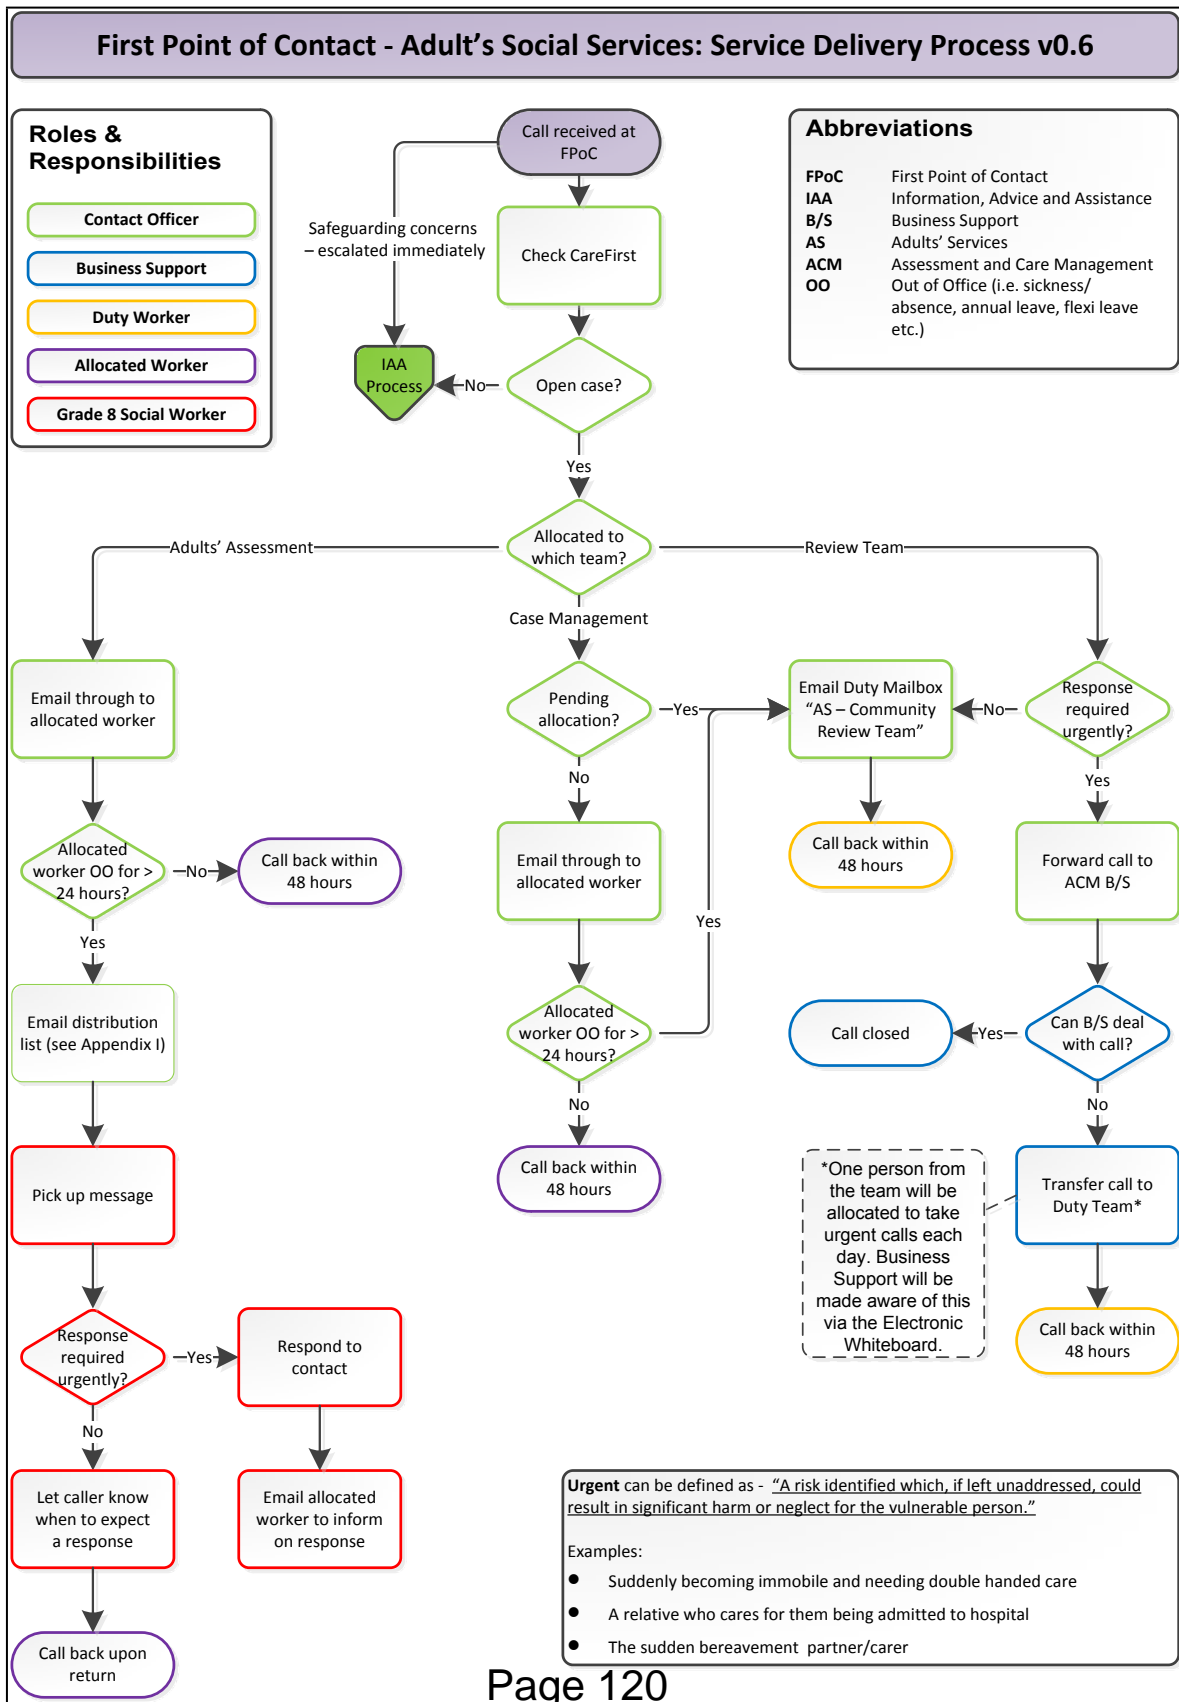 First Point of Contact - Adult's Social Services: Service Delivery Process v0.6
Roles &
Responsibilities
Contact Officer
Business Support
Duty Worker
Allocated Worker
Grade 8 Social Worker
Call received at
FPoC
Abbreviations
FPoC First Point of Contact
IAA Information, Advice and Assistance
B/S Business Support
AS Adults' Services
ACM Assessment and Care Management
OO Out of Office (i.e. sickness/
absence, annual leave, flexi leave
etc.)
Safeguarding concerns
– escalated immediately
Check CareFirst
IAA
Process
No
Open case?
Yes
Allocated to
which team?
Adults' Assessment
Review Team
Case Management
Email through to
allocated worker
Allocated
worker OO for >
24 hours?
No
Call back within
48 hours
Yes
Email distribution
list (see Appendix I)
Pick up message
Response
required
urgently?
Yes
Respond to
contact
No
Let caller know
when to expect
a response
Email allocated
worker to inform
on response
Call back upon
return
Pending
allocation?
Yes
No
Email through to
allocated worker
Yes
Allocated
worker OO for >
24 hours?
No
Call back within
48 hours
Email Duty Mailbox
“AS – Community
Review Team”
Call back within
48 hours
No
Response
required
urgently?
Yes
Forward call to
ACM B/S
Can B/S deal
with call?
Yes
Call closed
No
Transfer call to
Duty Team*
*One person from
the team will be
allocated to take
urgent calls each
day. Business
Support will be
made aware of this
via the Electronic
Whiteboard.
Call back within
48 hours
Urgent can be defined as - “A risk identified which, if left unaddressed, could
result in significant harm or neglect for the vulnerable person.”
Examples:
● Suddenly becoming immobile and needing double handed care
● A relative who cares for them being admitted to hospital
● The sudden bereavement partner/carer
Page 120